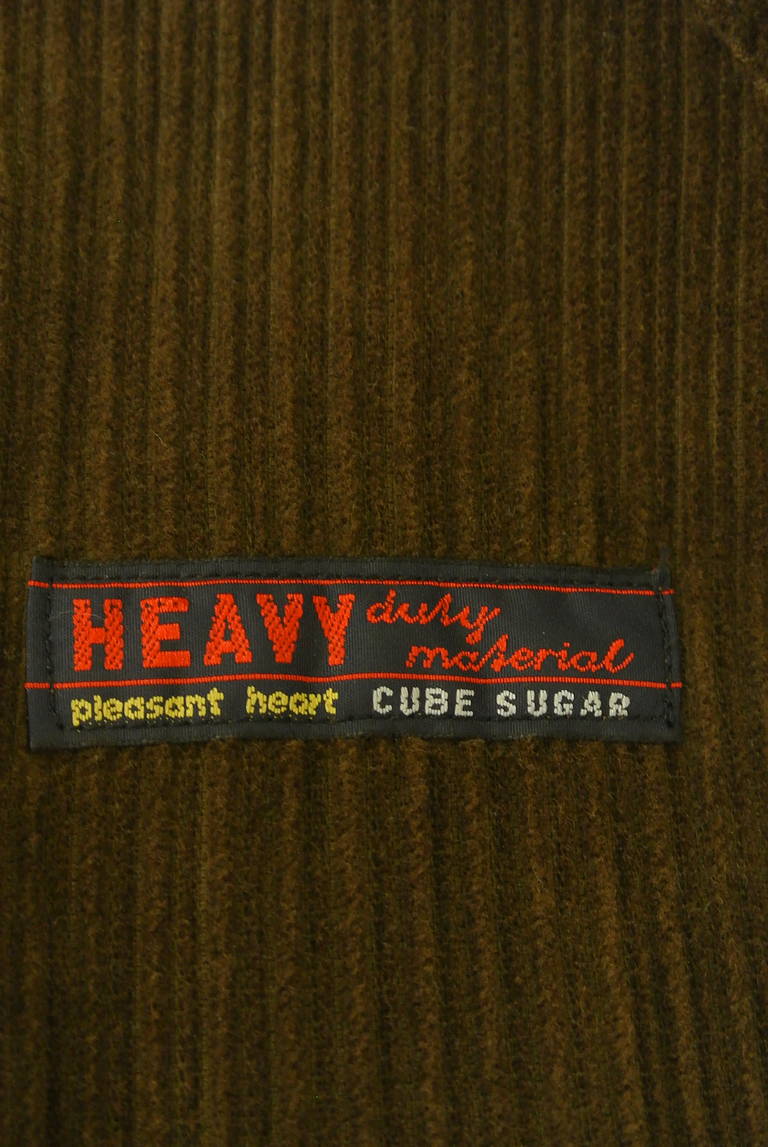 HEAVY duty
material
pleasant heart CUBE SUGAR